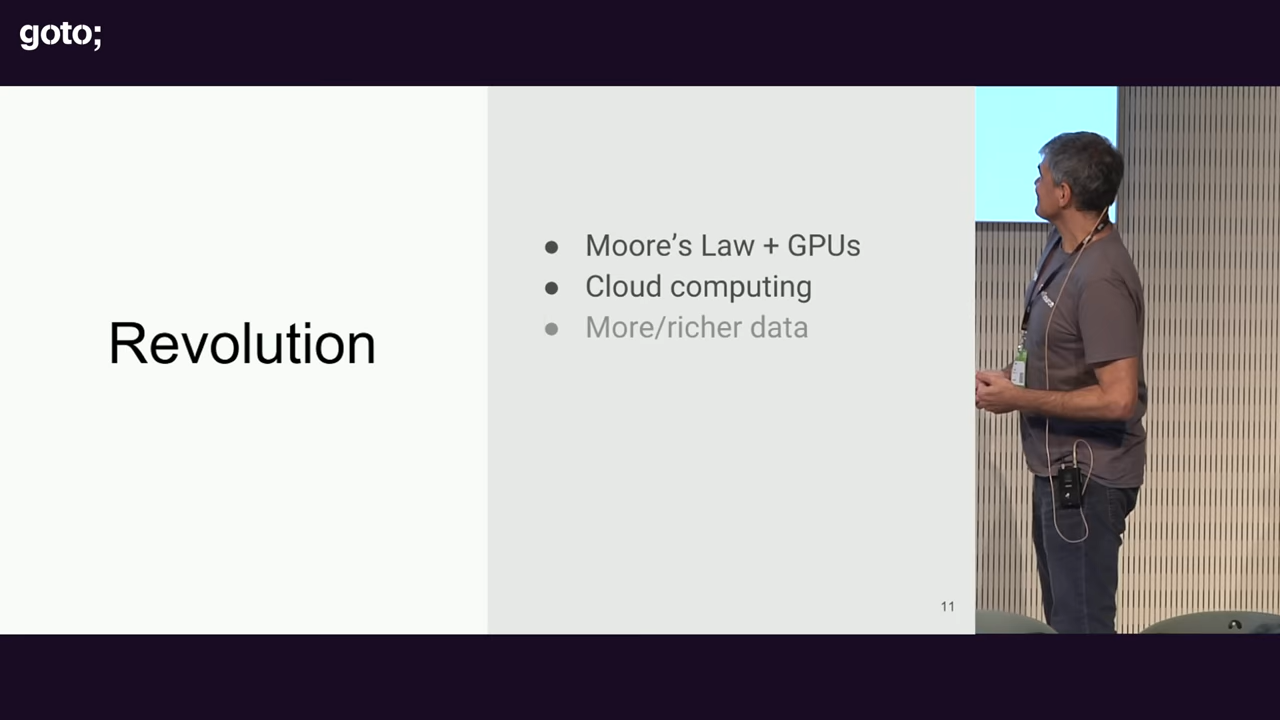 goto;
Revolution
● Moore's Law + GPUs
● Cloud computing
● More/richer data
11